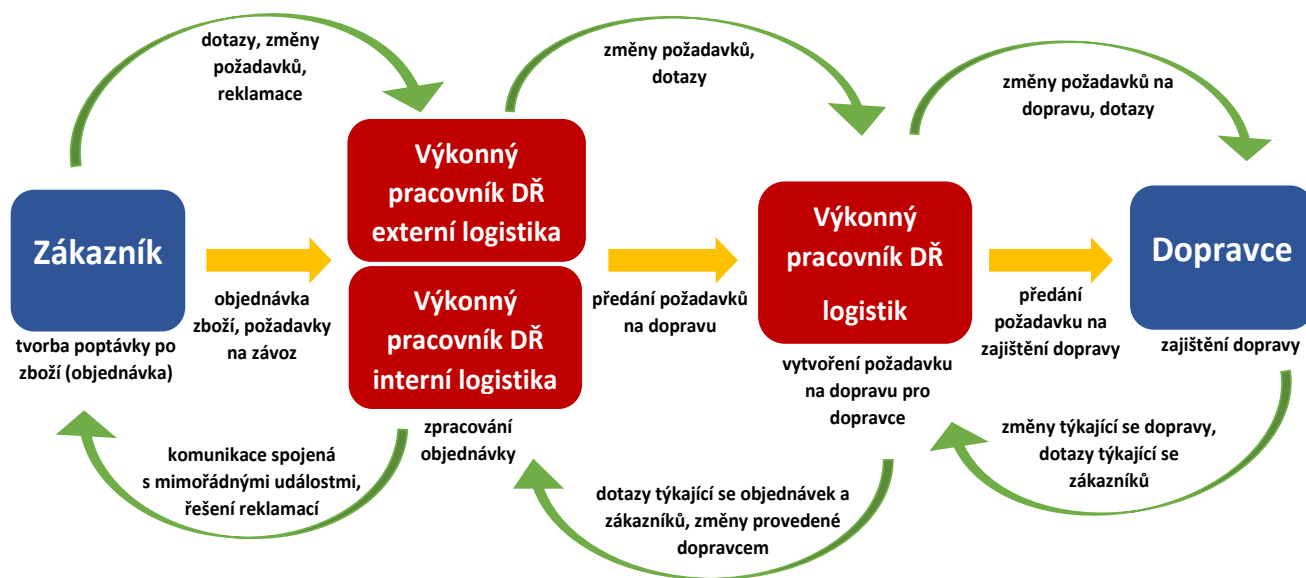 dotazy, změny
požadavků,
reklamace
změny požadavků,
dotazy
změny požadavků na
dopravu, dotazy
Zákazník
tvorba poptávky po
zboží (objednávka)
objednávka
zboží, požadavky
na závoz
Výkonný
pracovník DŘ
externí logistika
Výkonný
pracovník DŘ
interní logistika
zpracování
objednávky
předání požadavků
na dopravu
Výkonný
pracovník DŘ
logistik
vytvoření požadavku
na dopravu pro
dopravce
předání
požadavku na
zajištění dopravy
Dopravce
zajištění dopravy
komunikace spojená
s mimořádnými událostmi,
řešení reklamací
dotazy týkající se objednávek a
zákazníků, změny provedené
dopravcem
změny týkající se dopravy,
dotazy týkající se
zákazníků